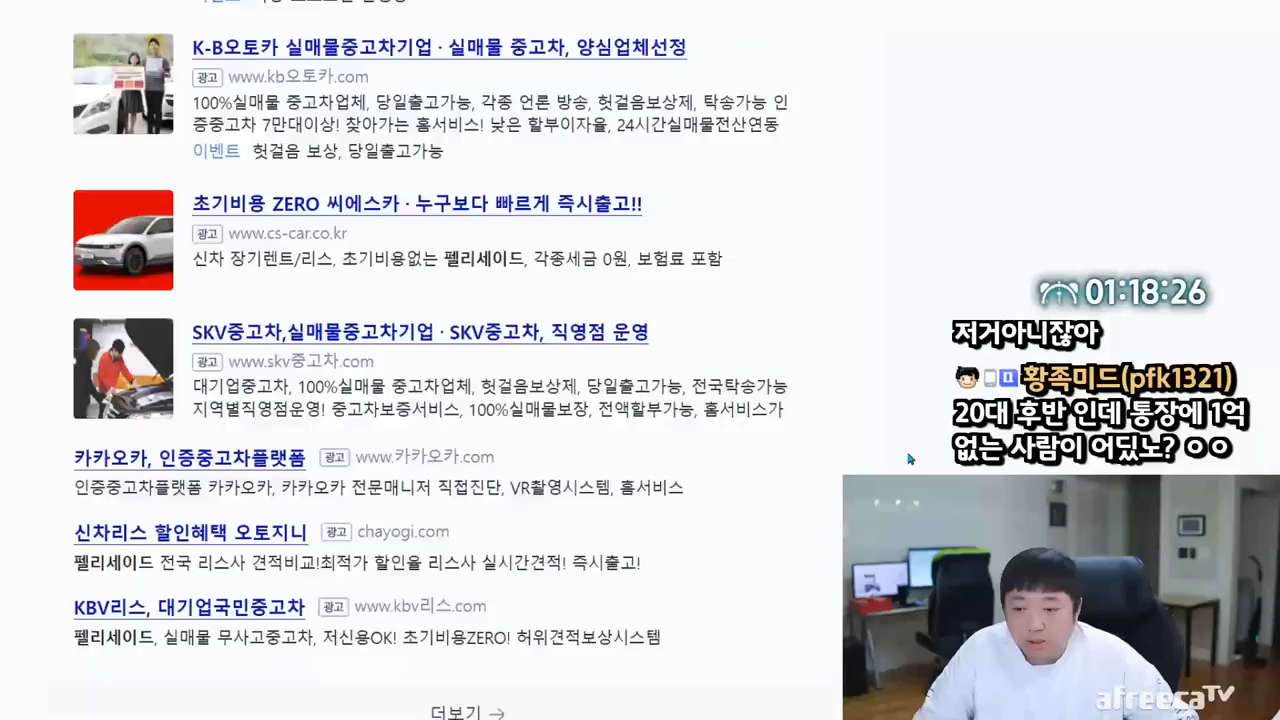 K-B오토카 실매물중고차기업 · 실매물 중고차, 양심업체선정
광고 www.kb오토카.com
100%실매물 중고차업체, 당일출고가능, 각종 언론 방송, 헛걸음보상제, 탁송가능 인
증중고차 7만대이상! 찾아가는 홈서비스! 낮은 할부이자율, 24시간실매물전산연동
이벤트 헛걸음 보상, 당일출고가능
초기비용 ZERO 씨에스카 · 누구보다 빠르게 즉시출고!!
광고 www.cs-car.co.kr
신차 장기렌트/리스, 초기비용없는 펠리세이드, 각종세금 0원, 보험료 포함
SKV중고차,실매물중고차기업 · SKV중고차, 직영점 운영
광고 www.skv중고차.com
대기업중고차, 100%실매물 중고차업체, 헛걸음보상제, 당일출고가능, 전국탁송가능
지역별직영점운영! 중고차보증서비스, 100%실매물보장, 전액할부가능, 홈서비스가
카카오카, 인증중고차플랫폼 광고 www.카카오카.com
인증중고차플랫폼 카카오카, 카카오카 전문매니저 직접진단, VR촬영시스템, 홈서비스
신차리스 할인혜택 오토지니 광고 chayogi.com
펠리세이드 전국 리스사 견적비교!최적가 할인율 리스사 실시간견적! 즉시출고!
KBV리스, 대기업국민중고차 광고 www.kbv리스.com
펠리세이드, 실매물 무사고중고차, 저신용OK! 초기비용ZERO! 허위견적보상시스템
더보기 →
01:18:26
저거아니잖아
황족미드(pfk1321)
20대 후반 인데 통장에 1억
없는 사람이 어딨노? ㅇㅇ
afreecaTV